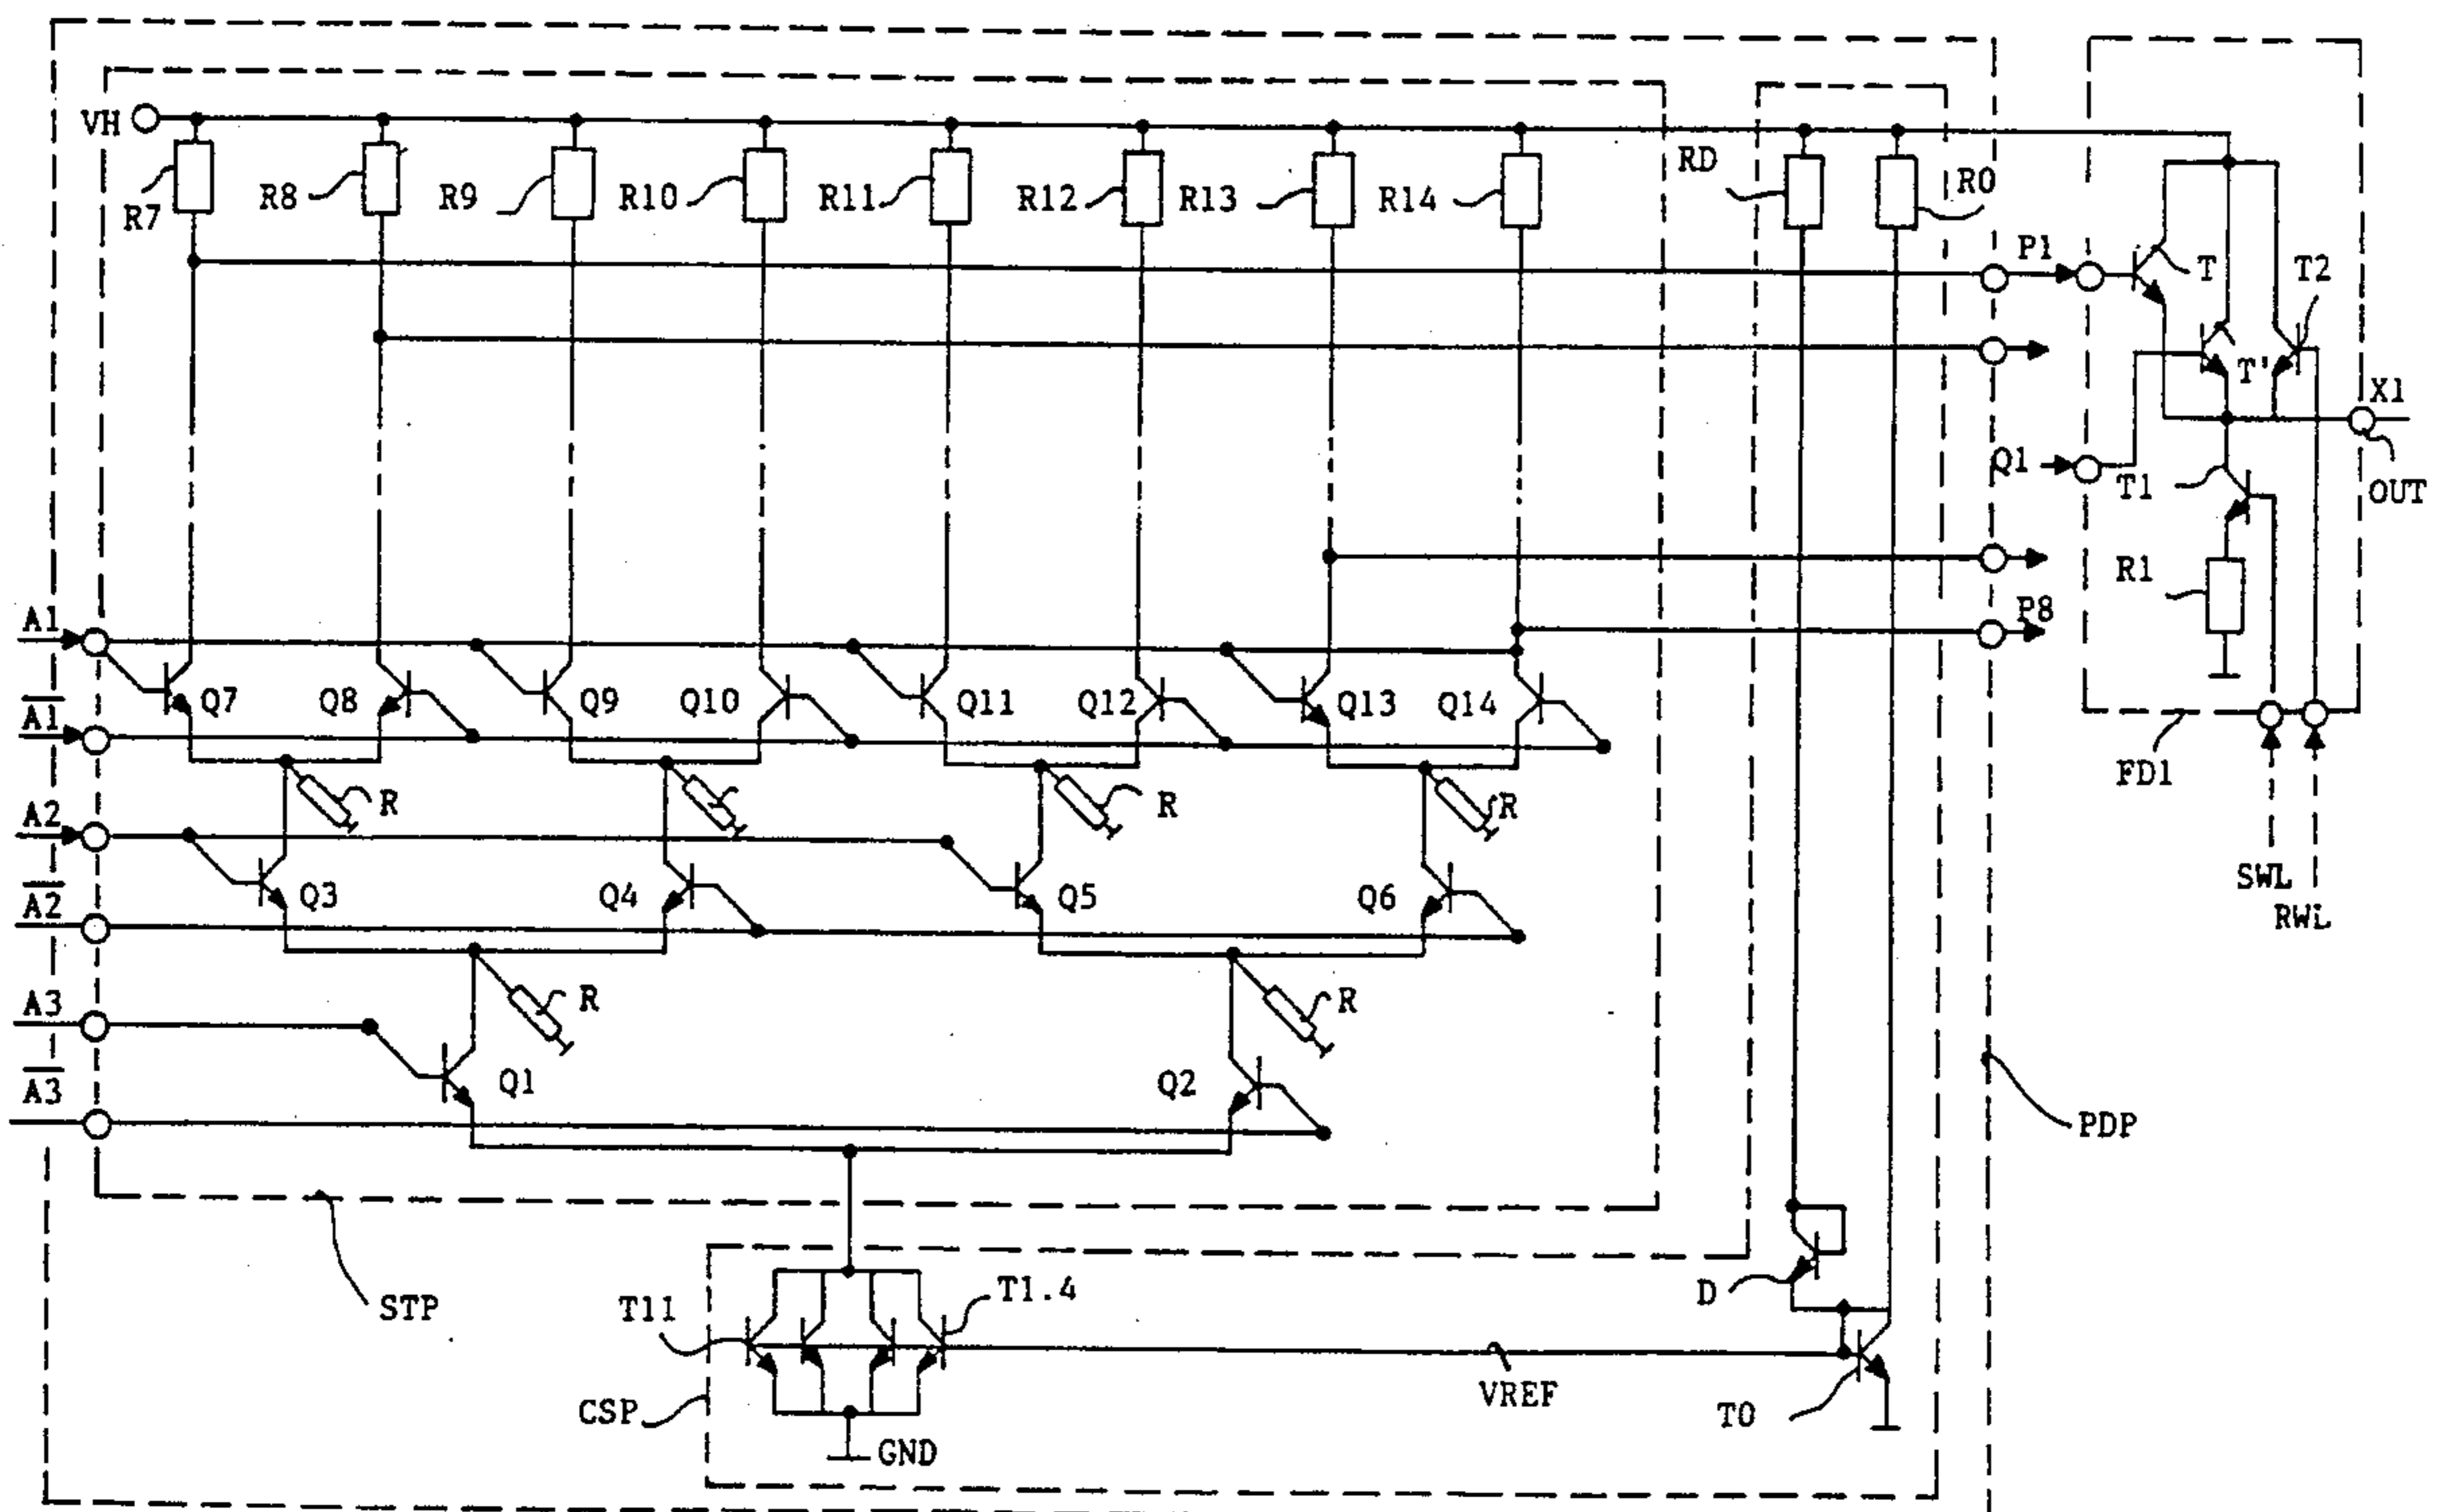 VH
R7
R8
R9
R10
R11
R12
R13
R14
RD
R0
P1
T
T2
T'
X1
Q1
T1
OUT
R1
P8
A1
A1
Q7
Q8
Q9
Q10
Q11
Q12
Q13
Q14
FD1
R
R
R
A2
A2
Q3
Q4
Q5
Q6
SWL
RWL
R
R
A3
A3
Q1
Q2
PDP
STP
T11
T1.4
D
CSP
VREF
T0
GND